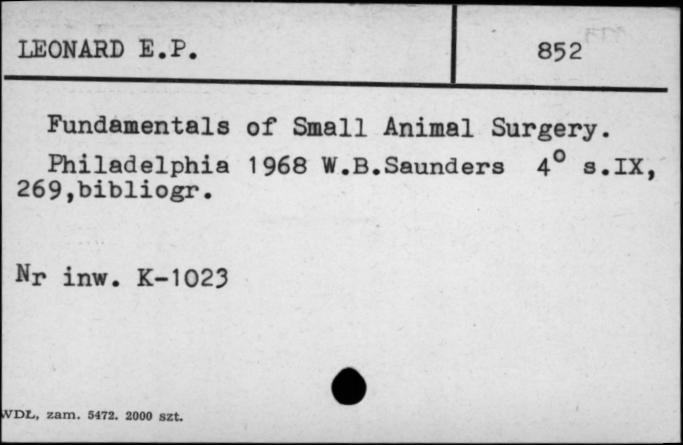 LEONARD E.P.
852
Fundamentals of Small Animal Surgery.
Philadelphia 1968 W.B.Saunders 4° s.IX,
269,bibliogr.
Nr inw. K-1023
WDL, zam. 5472. 2000 szt.